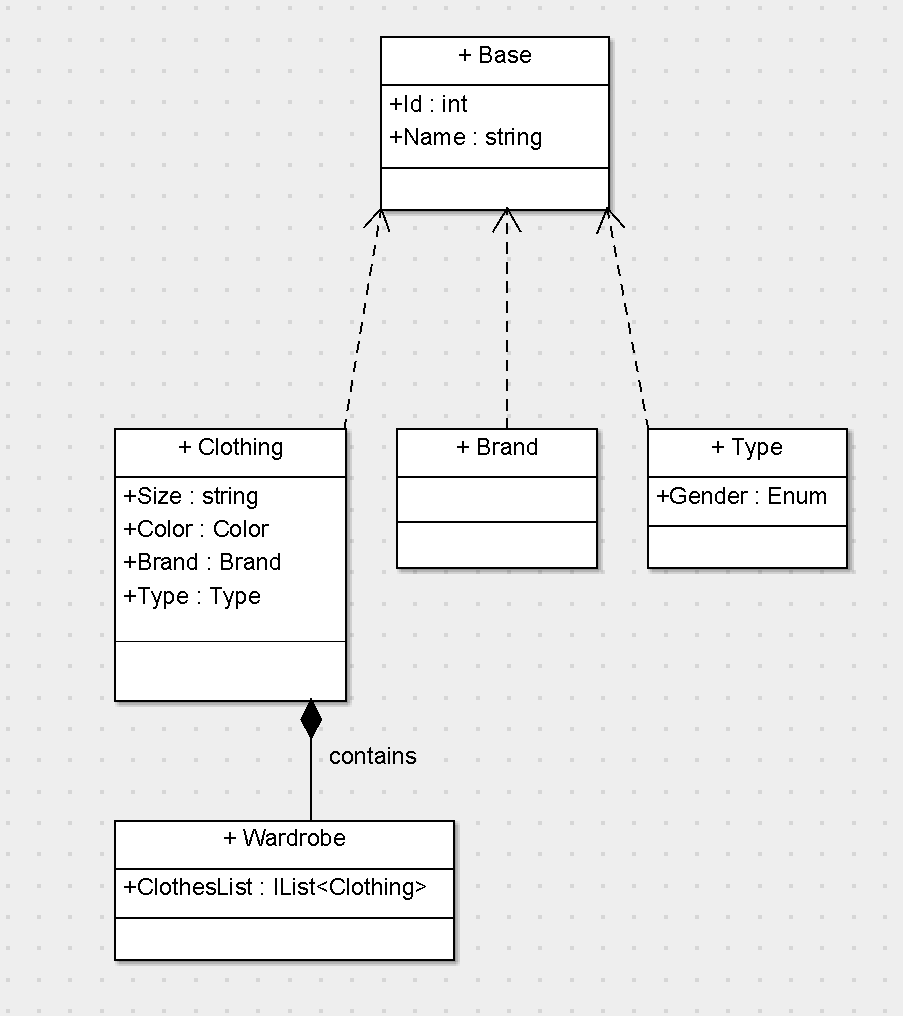 + Base
+Id : int
+Name : string
+ Clothing
+Size : string
+Color : Color
+Brand : Brand
+Type : Type
+ Brand
+ Type
+Gender : Enum
contains
+ Wardrobe
+ClothesList : IList<Clothing>